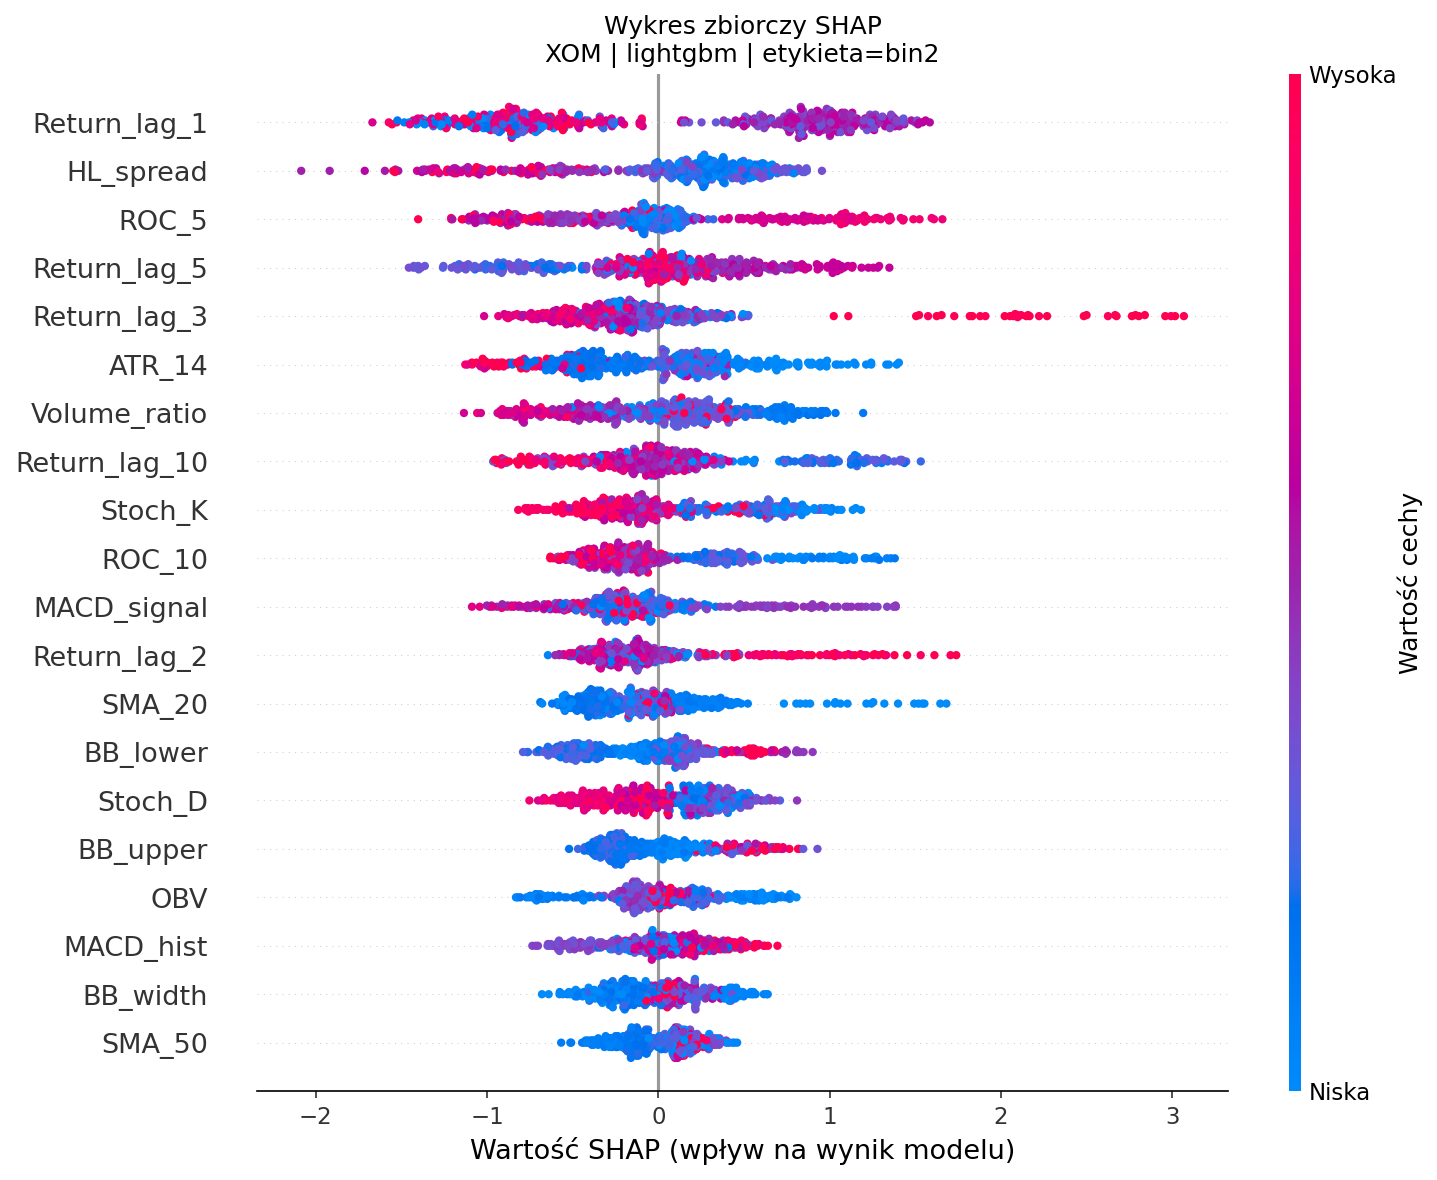 Wykres zbiorczy SHAP
XOM | lightgbm | etykieta=bin2
Wysoka
Return_lag_1
HL_spread
ROC_5
Return_lag_5
Return_lag_3
ATR_14
Volume_ratio
Return_lag_10
Stoch_K
ROC_10
MACD_signal
Return_lag_2
SMA_20
BB_lower
Stoch_D
BB_upper
OBV
MACD_hist
BB_width
SMA_50
Wartość cechy
Niska
−2 −1 0 1 2 3
Wartość SHAP (wpływ na wynik modelu)